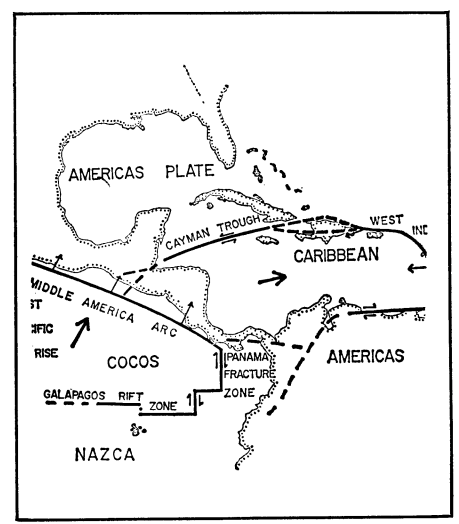 AMERICAS PLATE
CAYMAN TROUGH
WEST IND
CARIBBEAN
MIDDLE AMERICA ARC
ST
CIFIC
RISE
COCOS
PANAMA
FRACTURE
ZONE
AMERICAS
GALAPAGOS RIFT ZONE
NAZCA